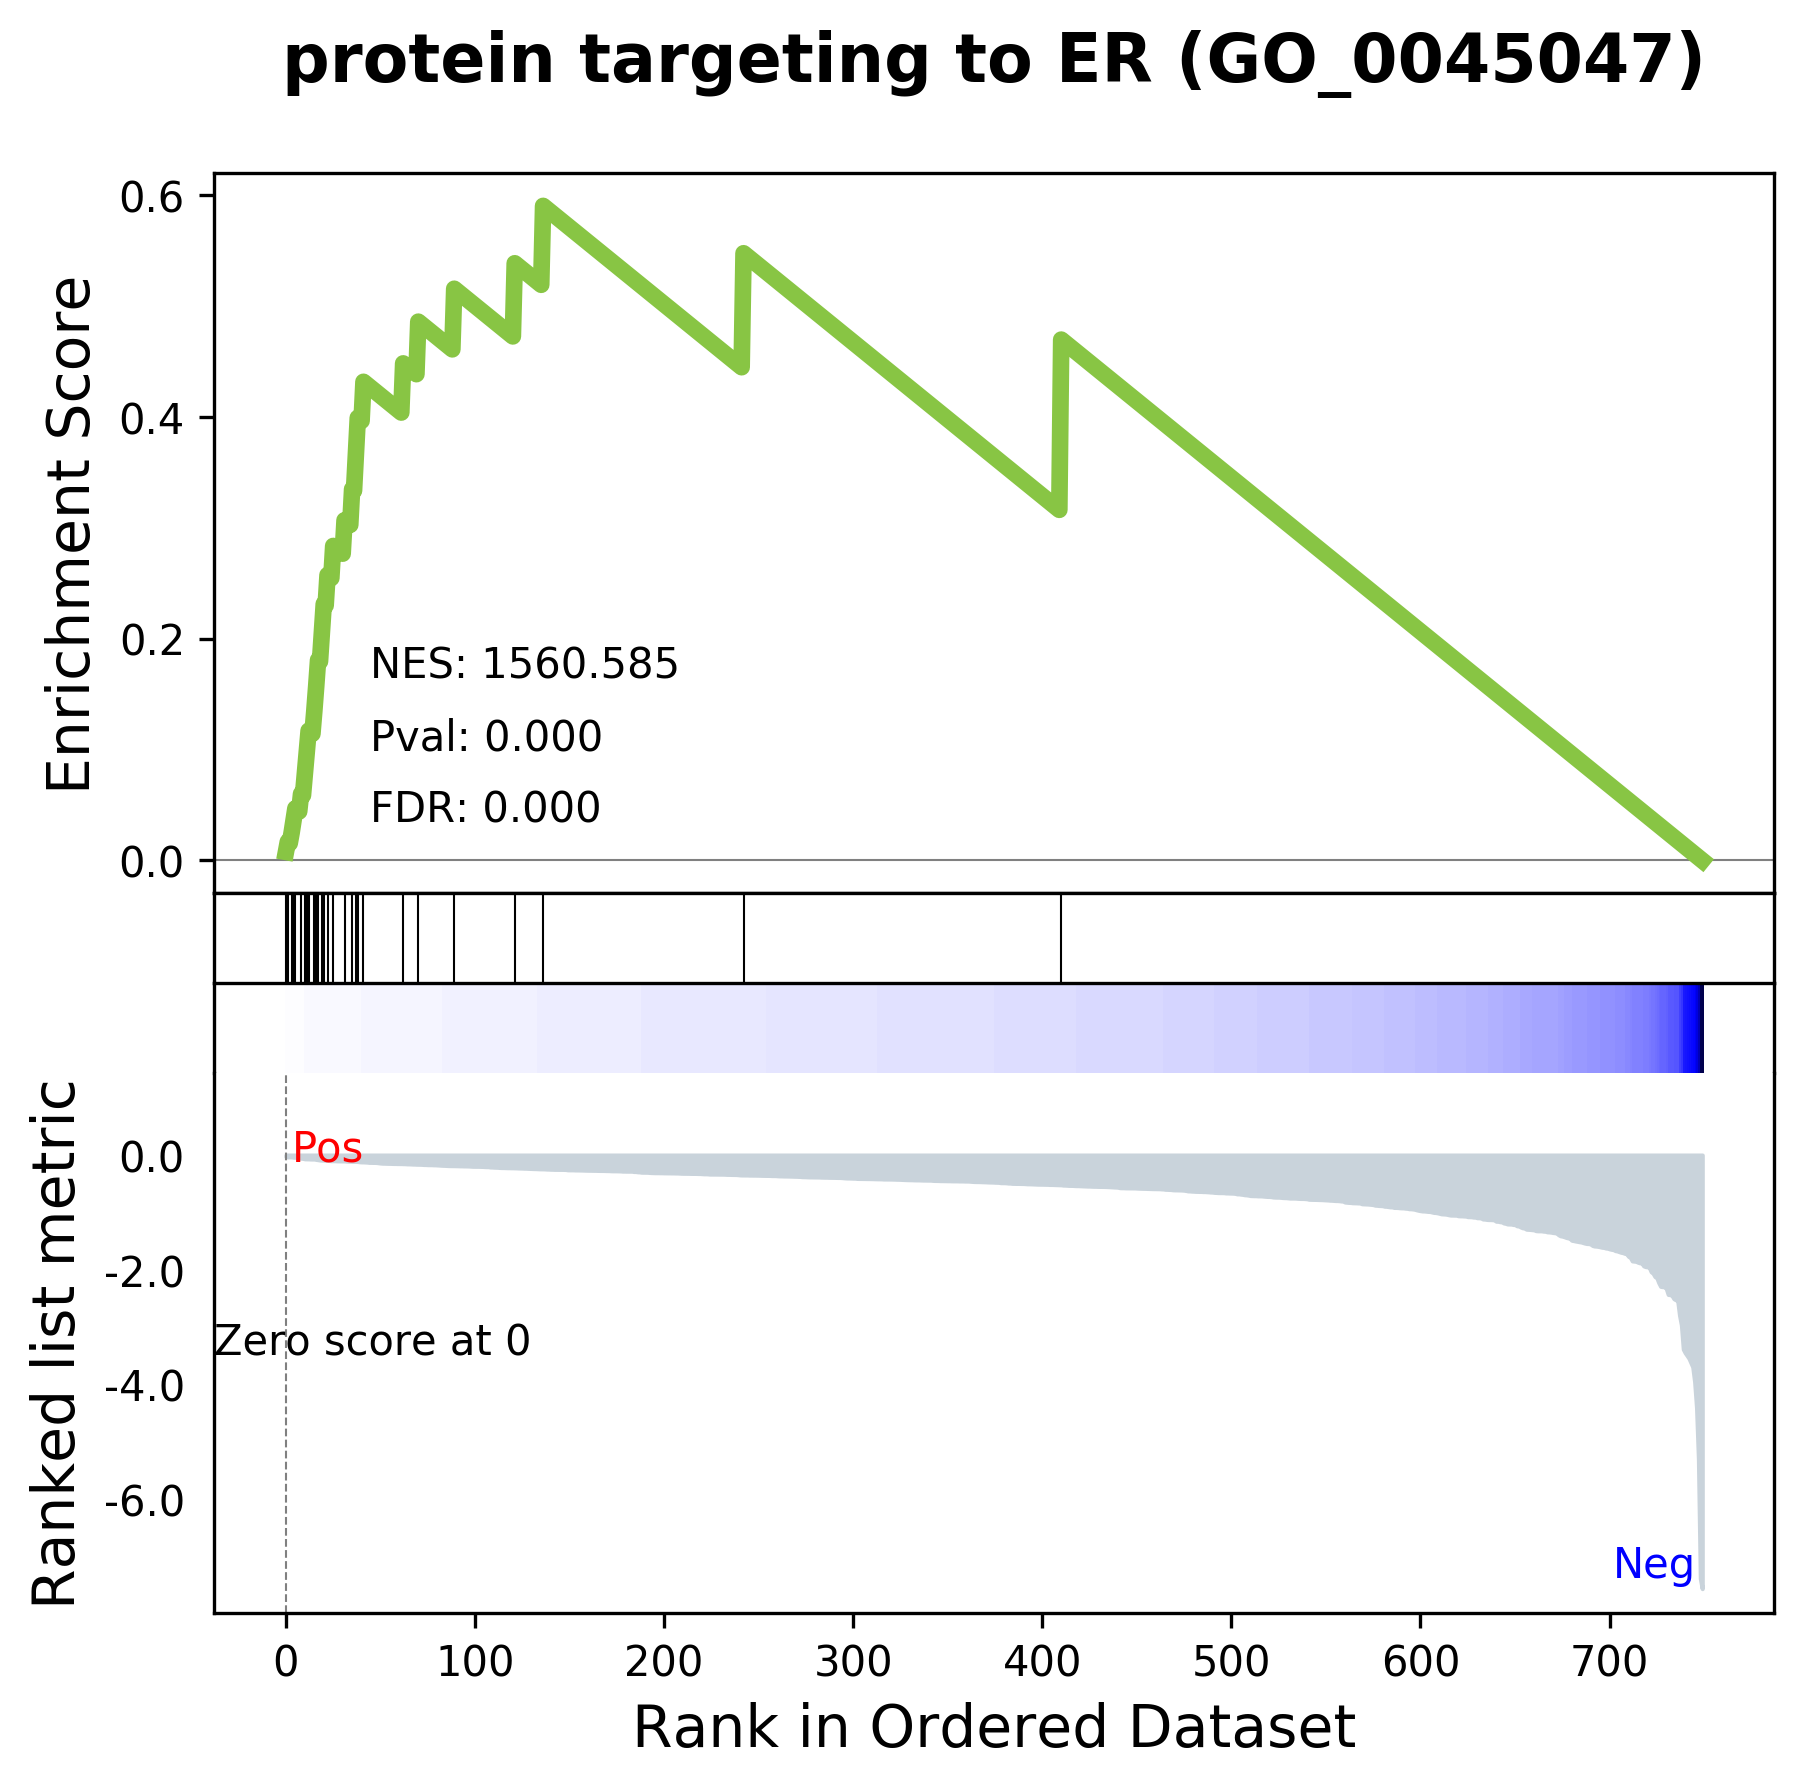 protein targeting to ER (GO_0045047)
0.6
0.4
0.2
0.0
Enrichment Score
NES: 1560.585
Pval: 0.000
FDR: 0.000
Ranked list metric
0.0
-2.0
-4.0
-6.0
Pos
Zero score at 0
Neg
0 100 200 300 400 500 600 700
Rank in Ordered Dataset